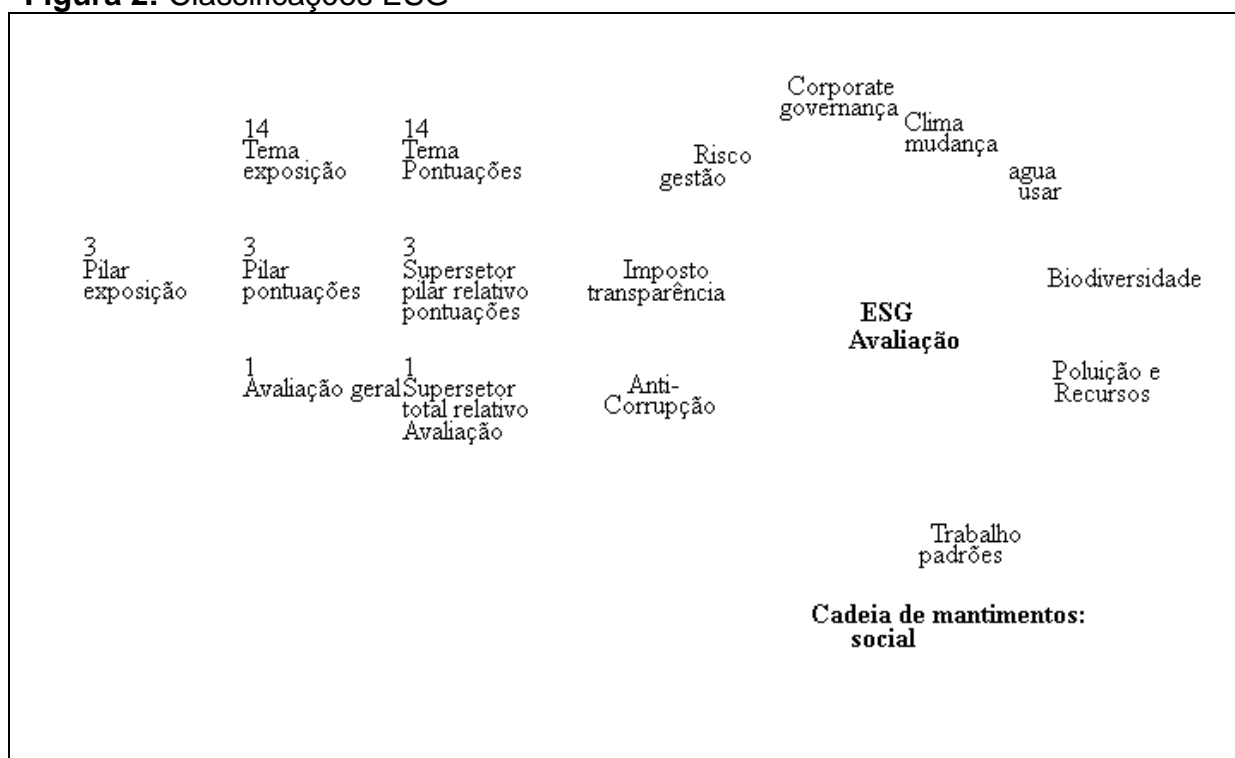 Figura 2: Classificações ESG
14
Tema
exposição
14
Tema
Pontuações
3
Pilar
exposição
3
Pilar
pontuações
3
Supersetor
pilar relativo
pontuações
1
Avaliação geral
1
Supersetor
total relativo
Avaliação
Corporate
governança
Clima
mudança
Risco
gestão
agua
usar
Imposto
transparência
Biodiversidade
ESG
Avaliação
Anti-
Corrupção
Poluição e
Recursos
Trabalho
padrões
Cadeia de mantimentos:
social